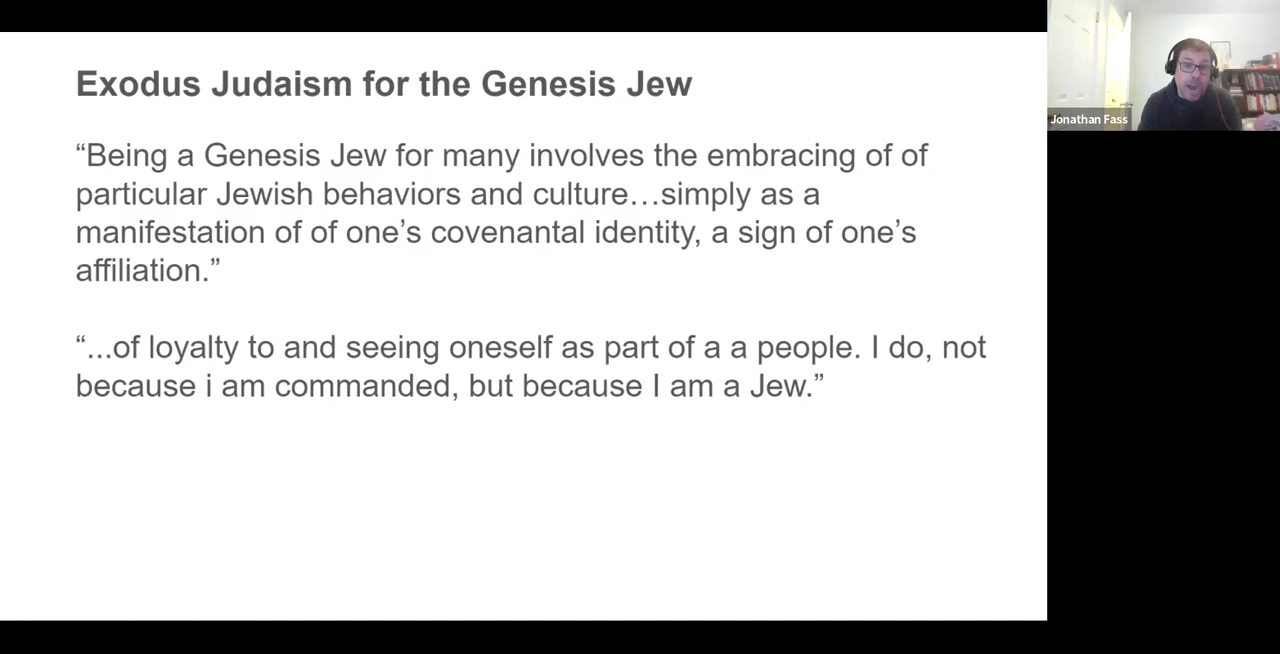 Exodus Judaism for the Genesis Jew
“Being a Genesis Jew for many involves the embracing of of
particular Jewish behaviors and culture…simply as a
manifestation of of one’s covenantal identity, a sign of one’s
affiliation.”
“...of loyalty to and seeing oneself as part of a a people. I do, not
because i am commanded, but because I am a Jew.”
Jonathan Fass